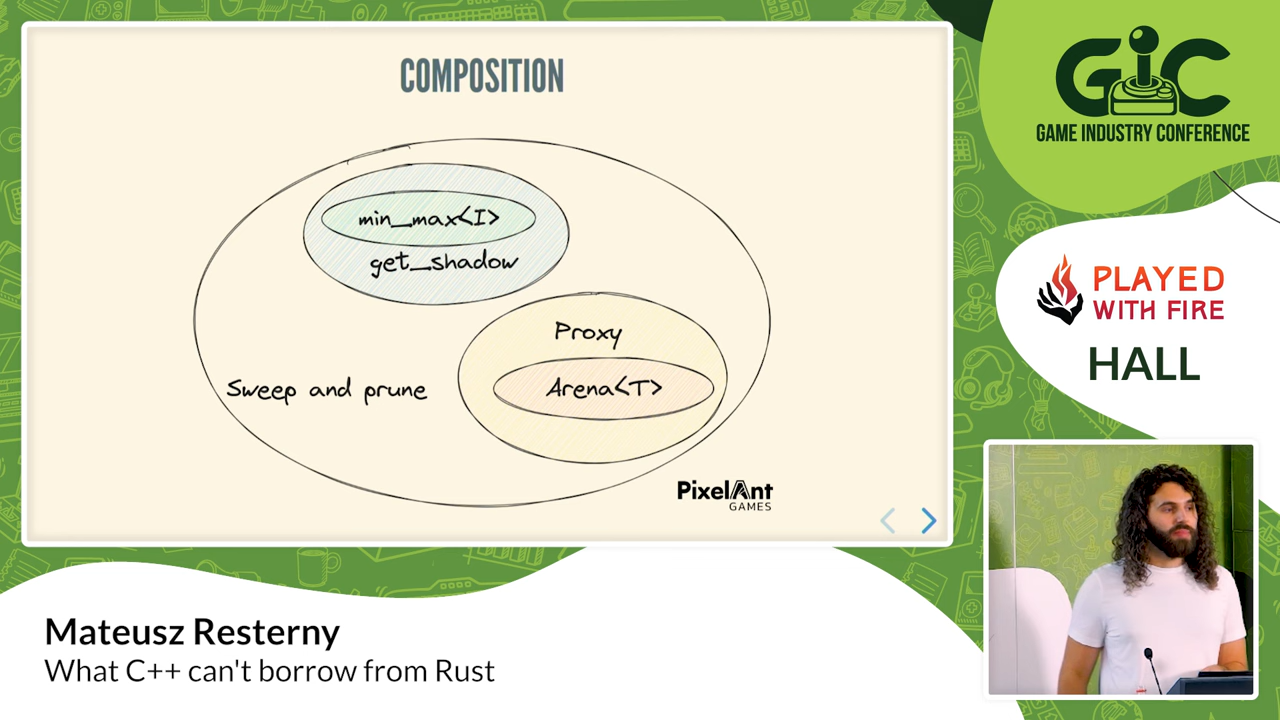 COMPOSITION
min_max<I>
get_shadow
Proxy
Arena<T>
Sweep and prune
PixelAnt
GAMES
GIC
GAME INDUSTRY CONFERENCE
PLAYED
WITH FIRE
HALL
Mateusz Resterny
What C++ can't borrow from Rust